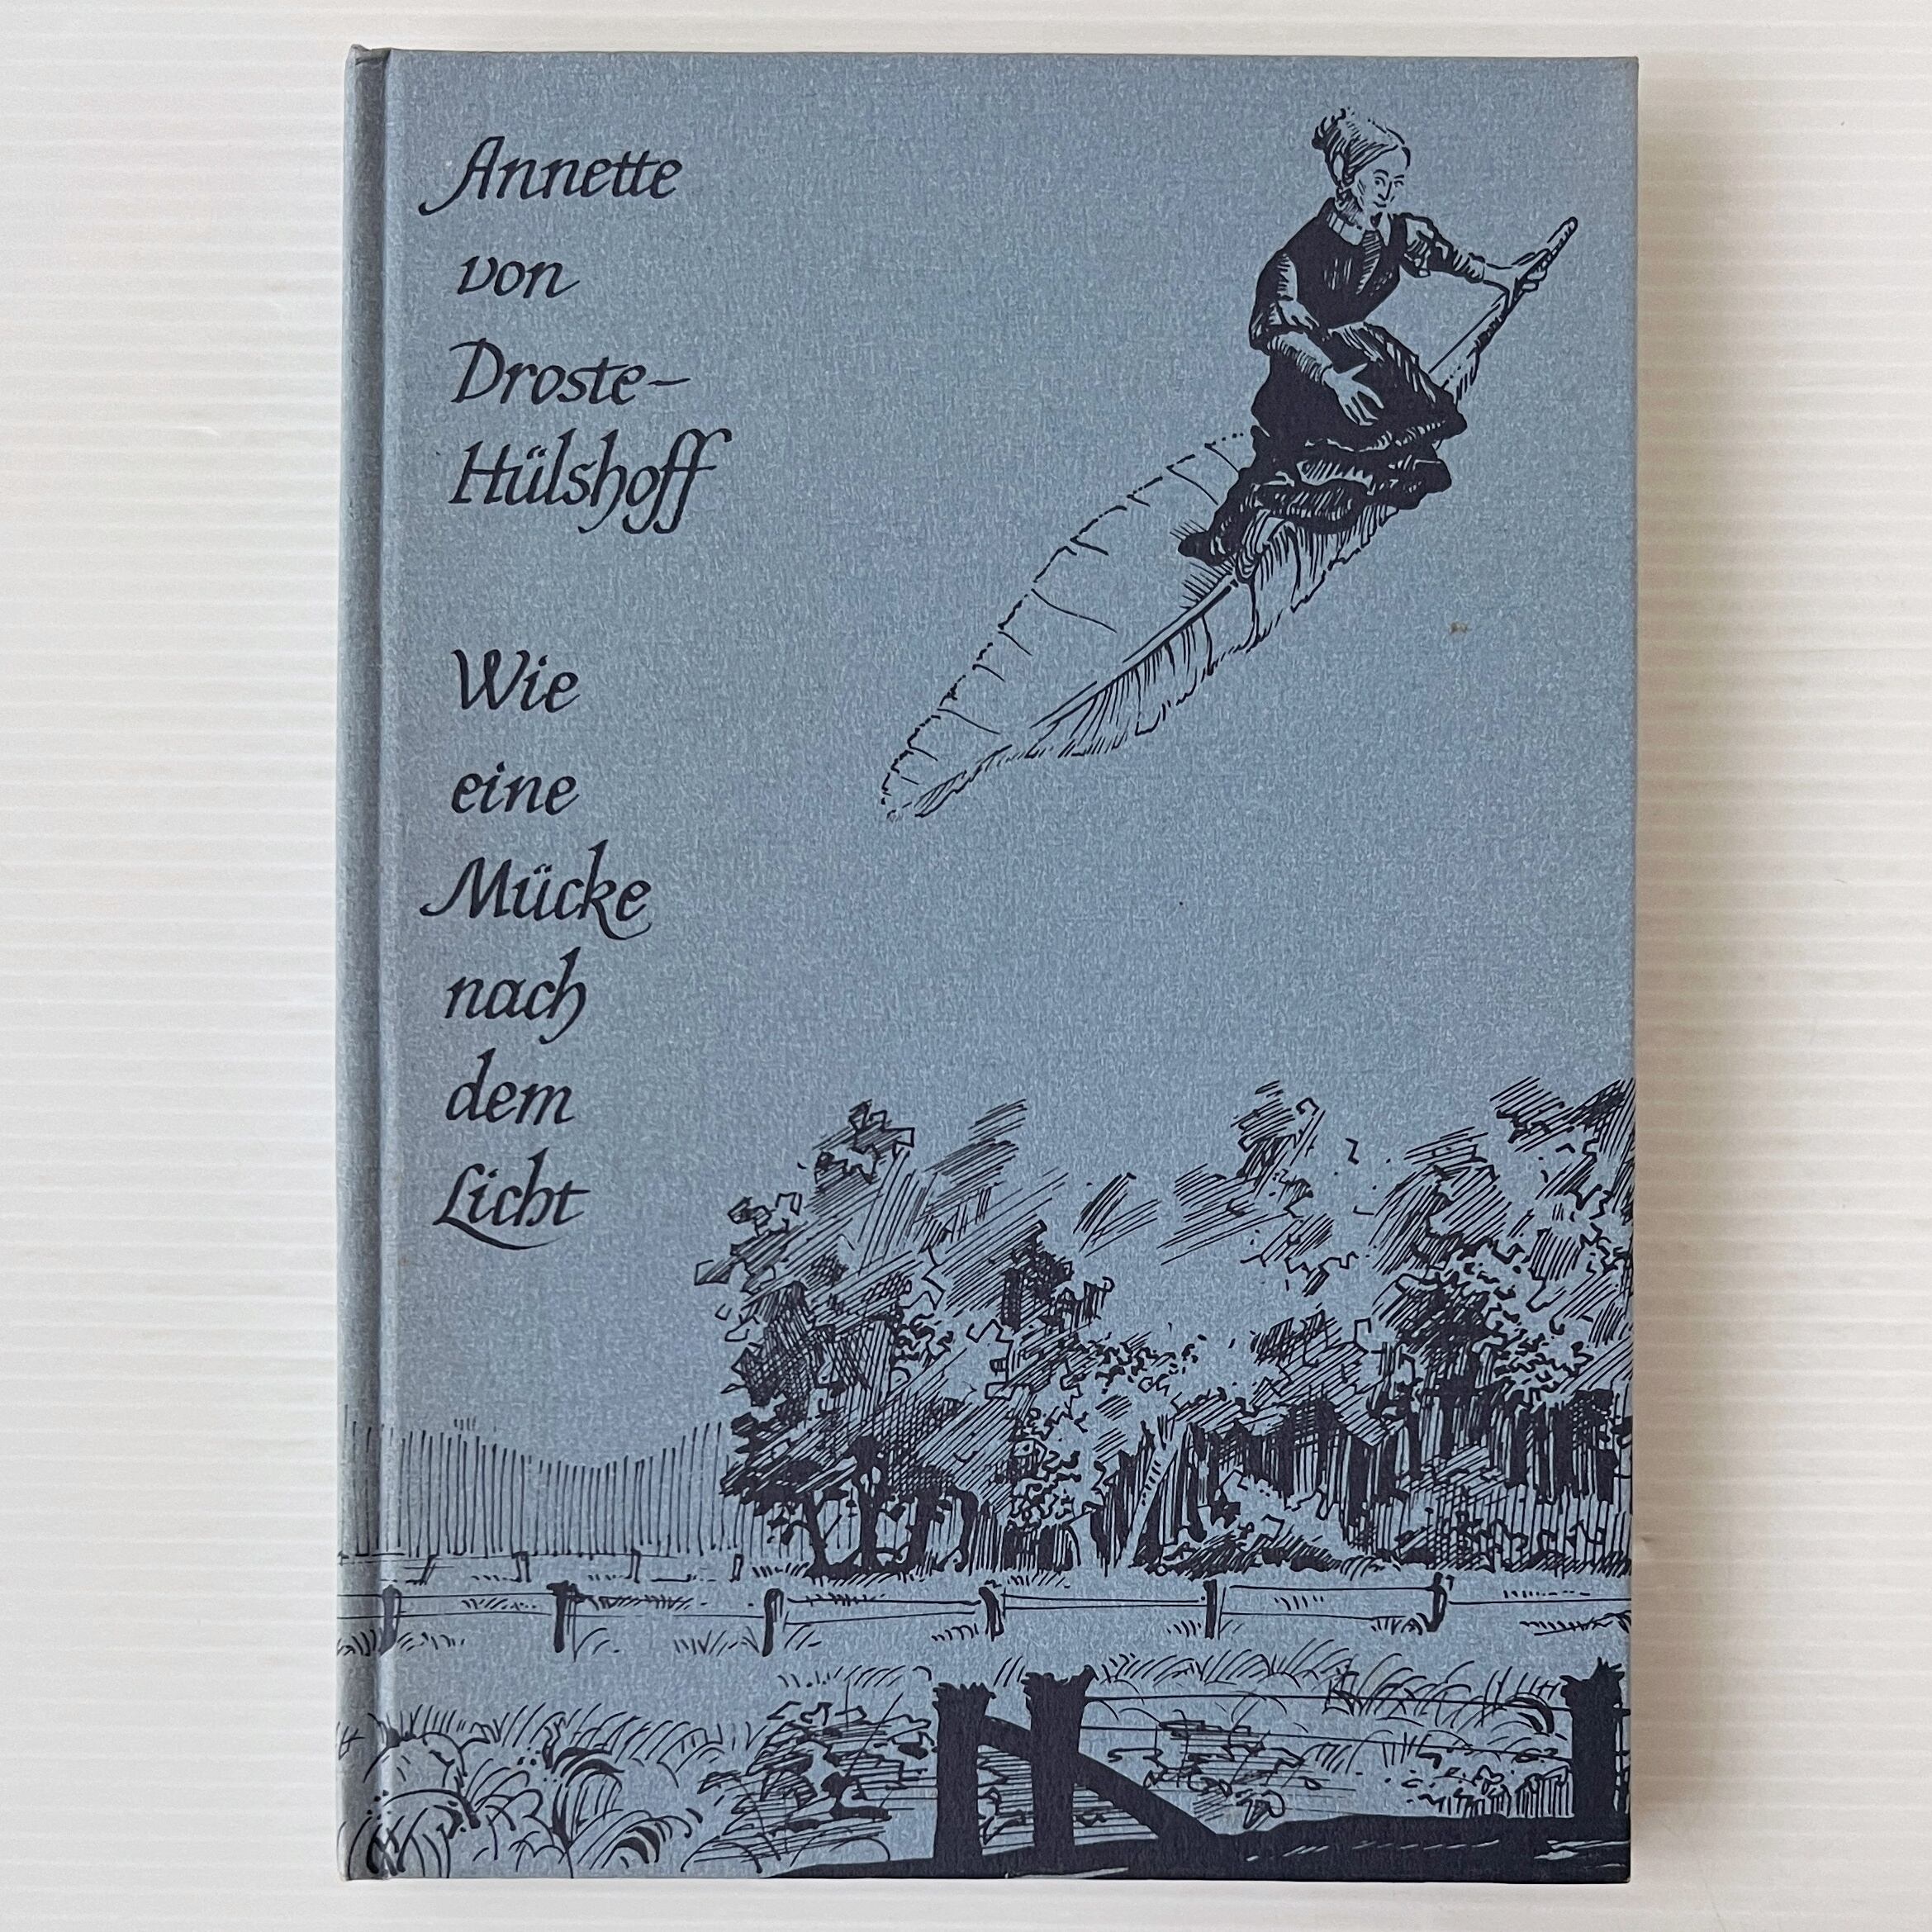 Annette
von
Droste-
Hülshoff
Wie
eine
Mücke
nach
dem
Licht